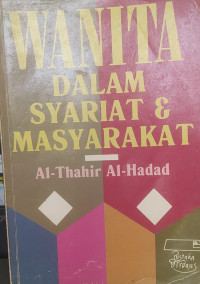 WANITA
DALAM
SYARIAT &
MASYARAKAT
Al-Thahir Al-Hadad